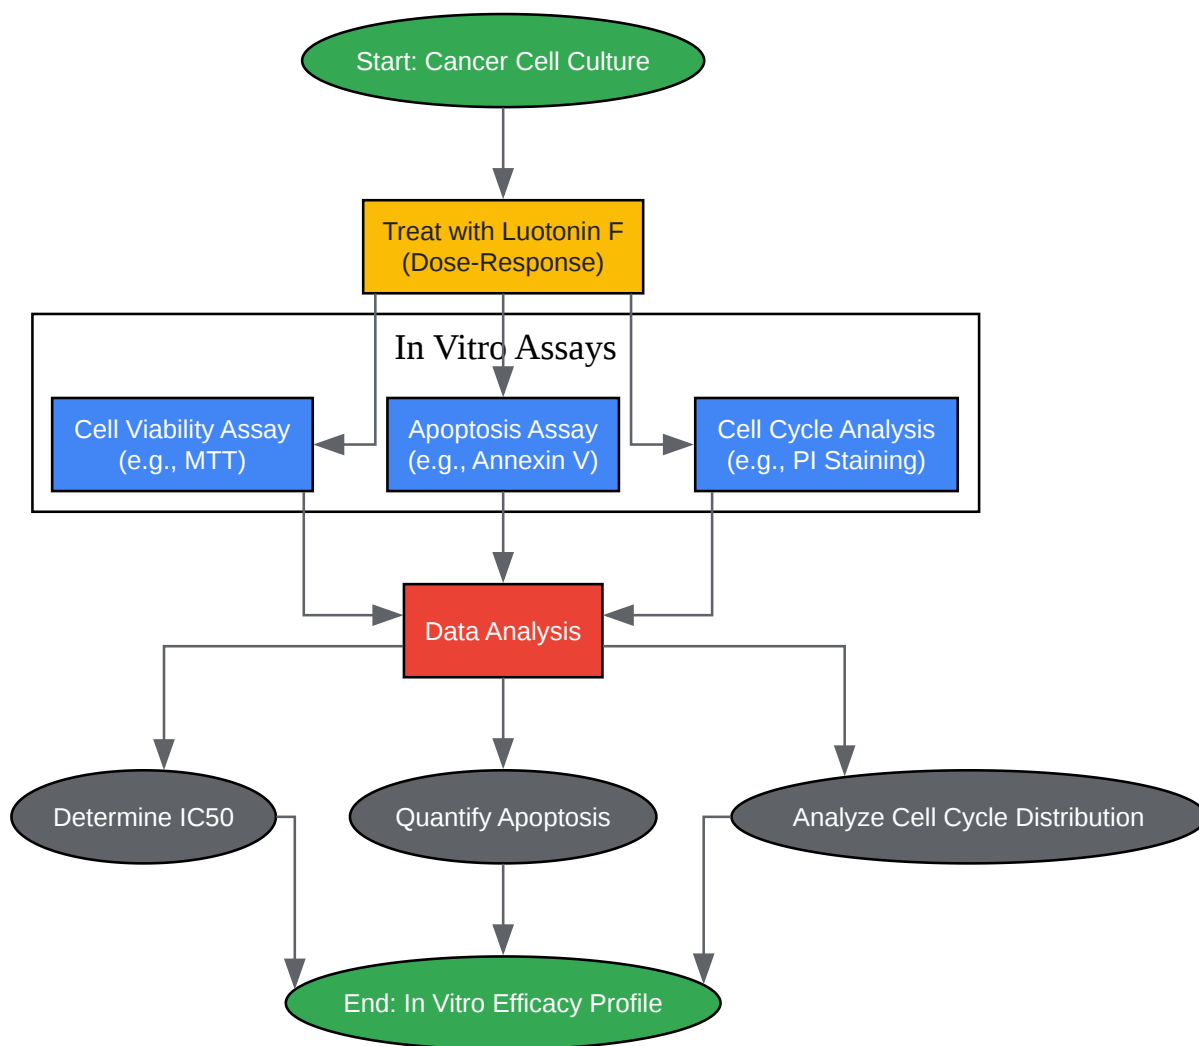 Start: Cancer Cell Culture
Treat with Luotonin F
(Dose-Response)
In Vitro Assays
Cell Viability Assay
(e.g., MTT)
Apoptosis Assay
(e.g., Annexin V)
Cell Cycle Analysis
(e.g., PI Staining)
Data Analysis
Determine IC50
Quantify Apoptosis
Analyze Cell Cycle Distribution
End: In Vitro Efficacy Profile